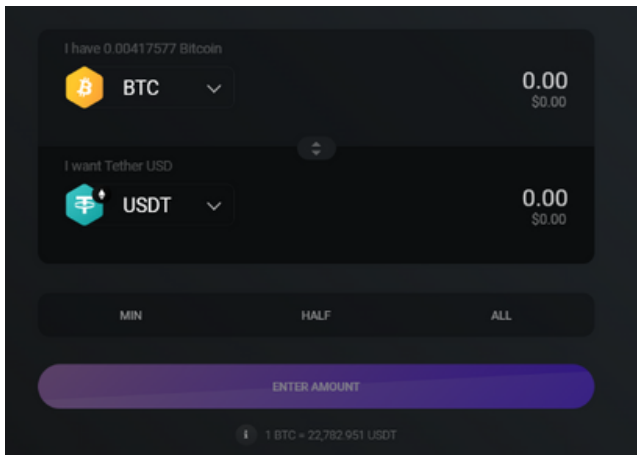 I have 0.00417577 Bitcoin
BTC
0.00
$0.00
I want Tether USD
USDT
0.00
$0.00
MIN HALF ALL
ENTER AMOUNT
1 BTC = 22,782.951 USDT